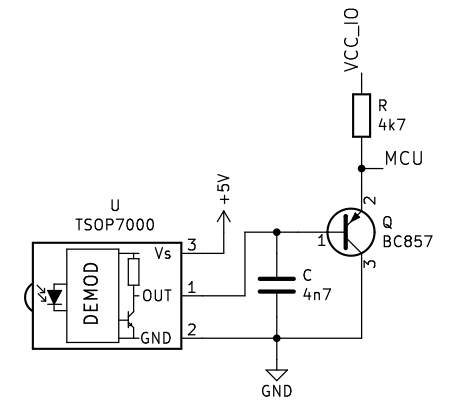 VCC_IO
R
4k7
MCU
+5V
U
TSOP7000
2
Q
BC857
1
3
3
Vs
DEMOD
1
OUT
C
4n7
2
GND
GND